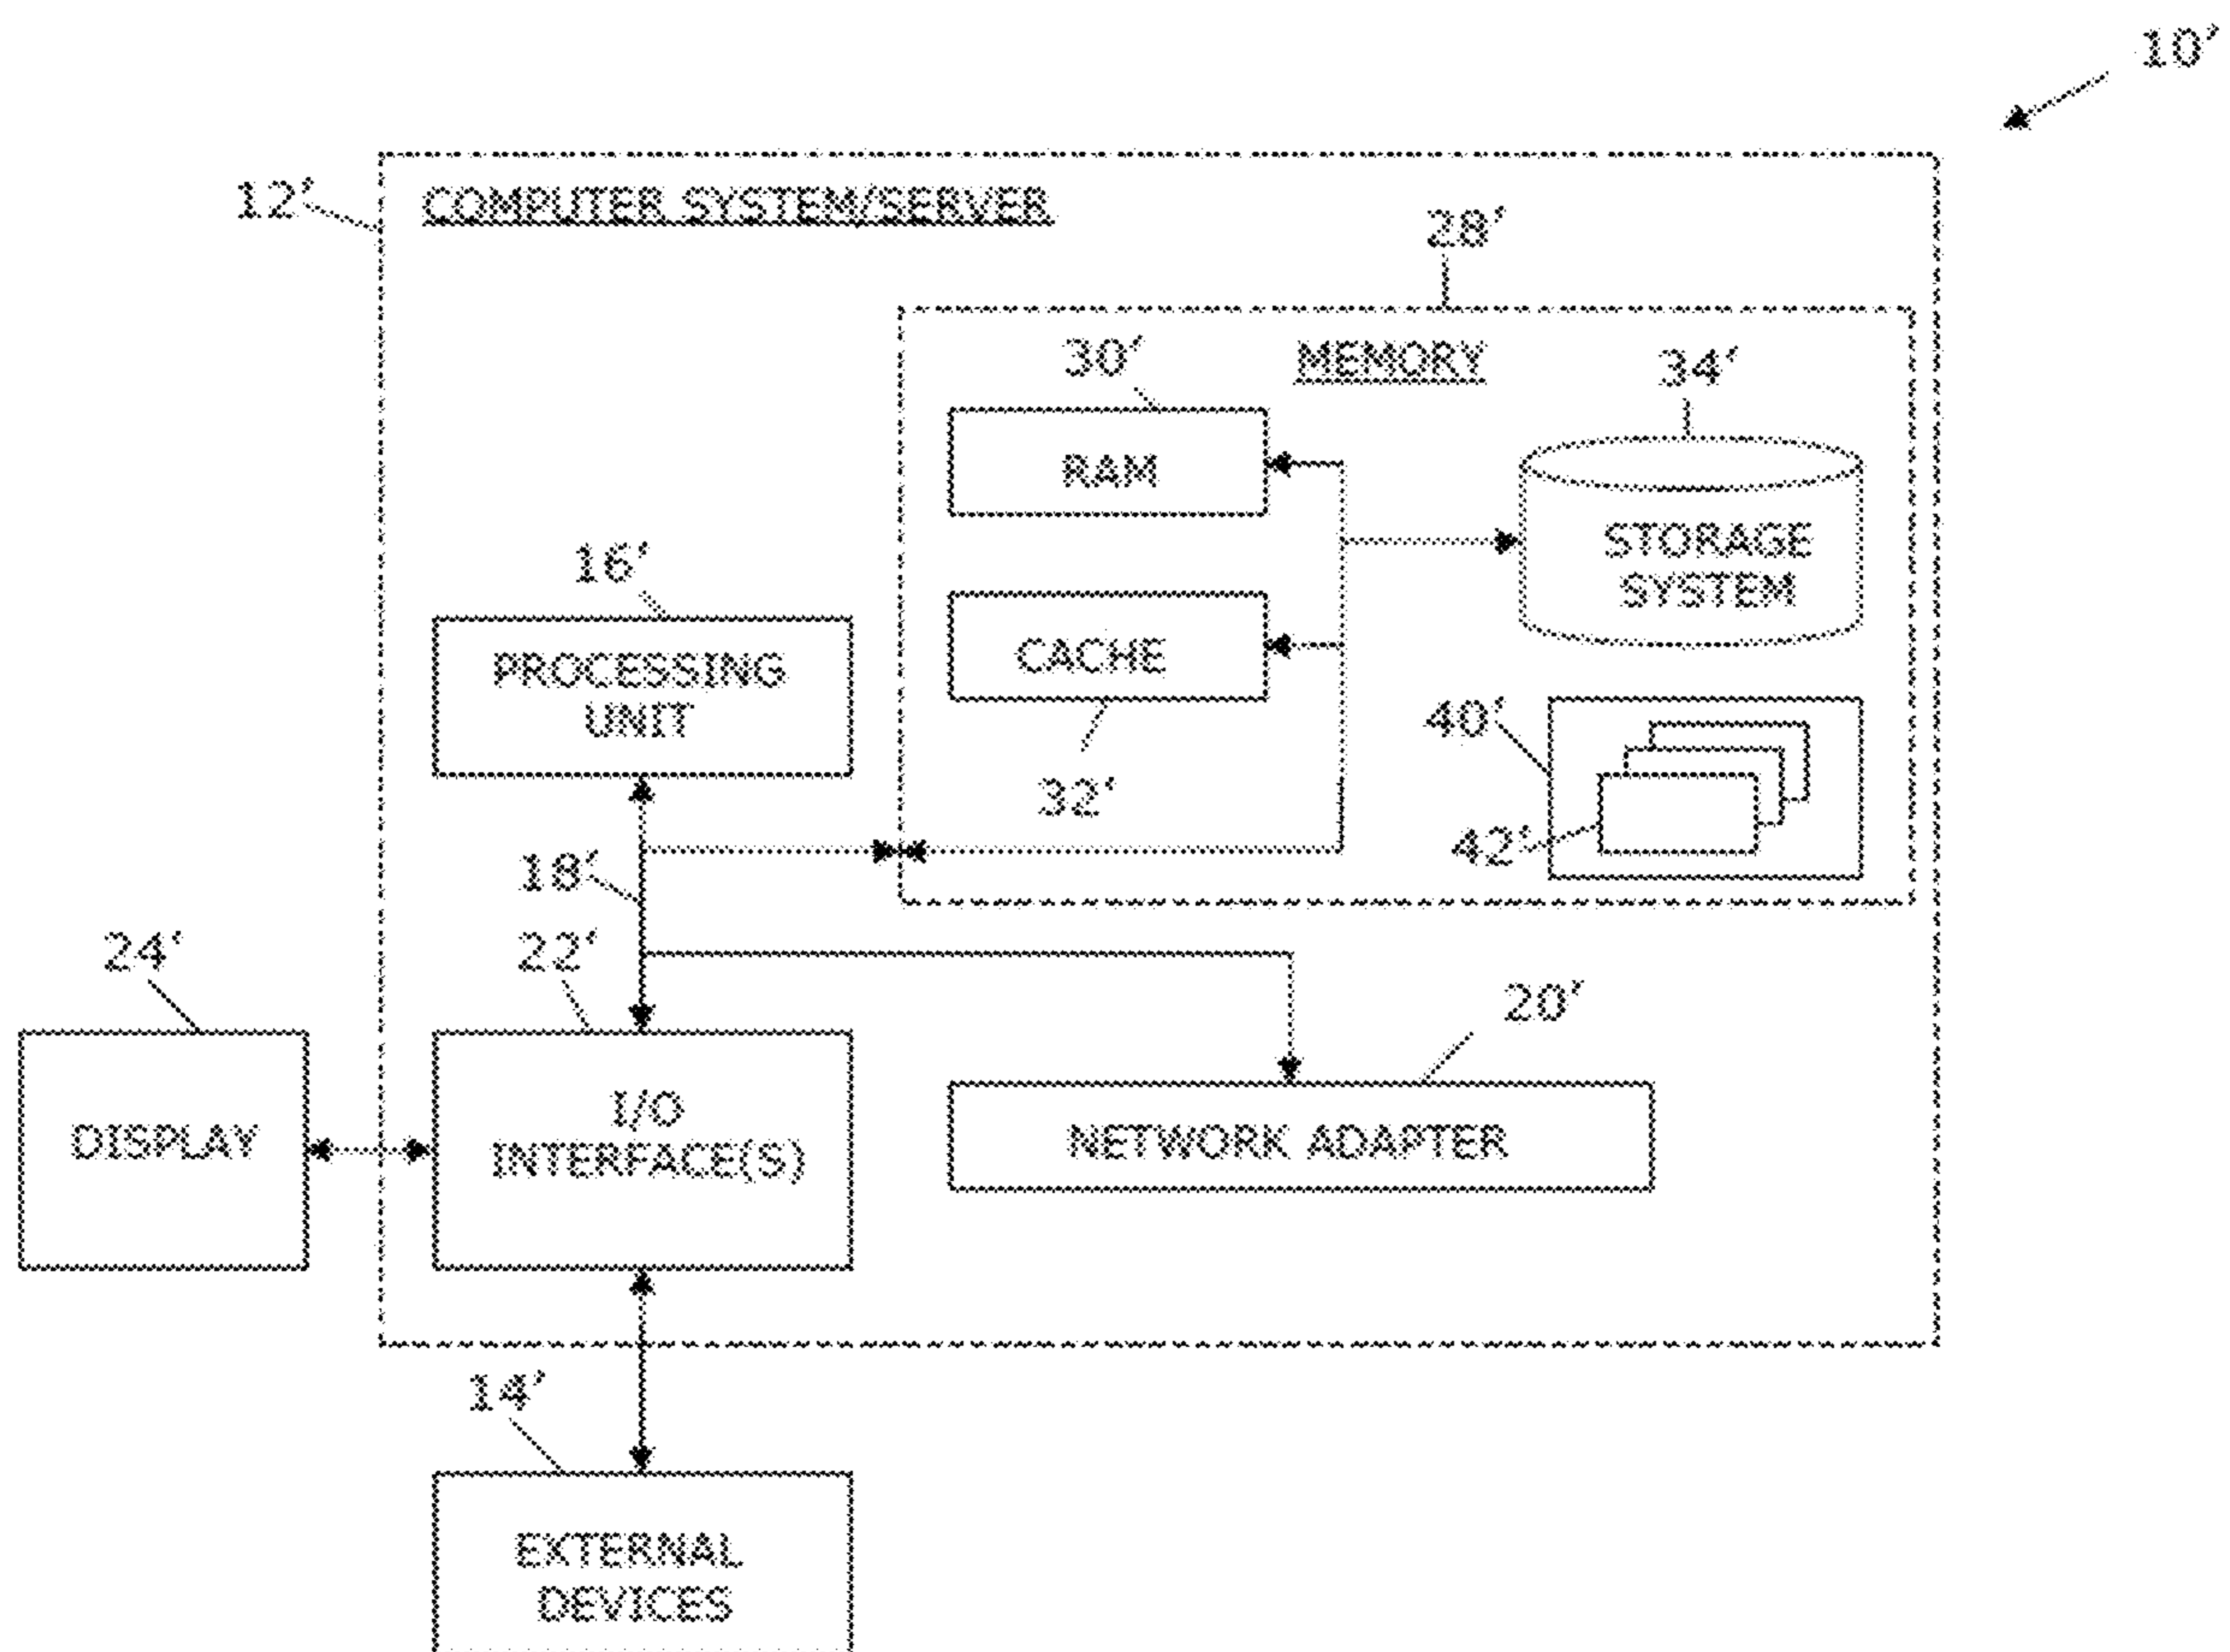 10'
12'
COMPUTER SYSTEM/SERVER
28'
30'
MEMORY
34'
RAM
STORAGE
SYSTEM
16'
PROCESSING
UNIT
CACHE
40'
32'
42'
18'
24'
22'
20'
DISPLAY
I/O
INTERFACE(S)
NETWORK ADAPTER
14'
EXTERNAL
DEVICES